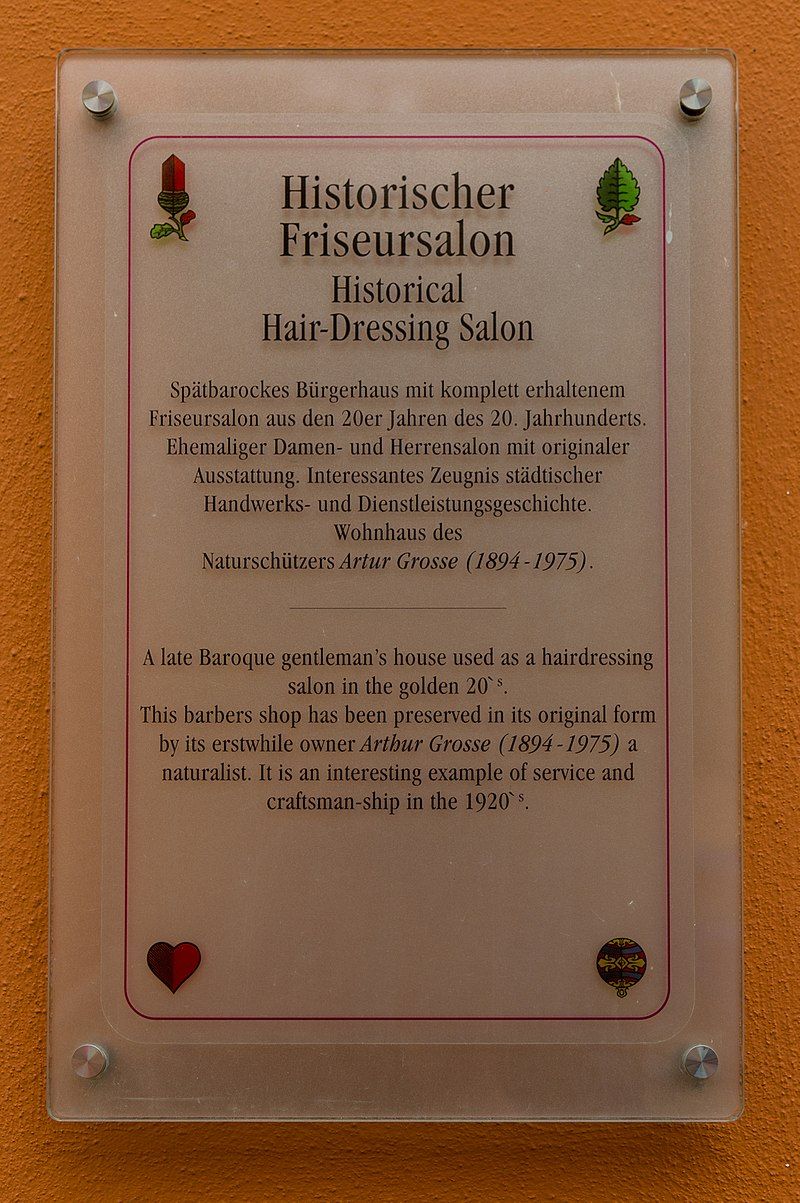 Historischer
Friseursalon
Historical
Hair-Dressing Salon
Spätbarockes Bürgerhaus mit komplett erhaltenem
Friseursalon aus den 20er Jahren des 20. Jahrhunderts.
Ehemaliger Damen- und Herrensalon mit originaler
Ausstattung. Interessantes Zeugnis städtischer
Handwerks- und Dienstleistungsgeschichte.
Wohnhaus des
Naturschützers Artur Grosse (1894-1975).
A late Baroque gentleman's house used as a hairdressing
salon in the golden 20`s.
This barbers shop has been preserved in its original form
by its erstwhile owner Arthur Grosse (1894-1975) a
naturalist. It is an interesting example of service and
craftsman-ship in the 1920`s.